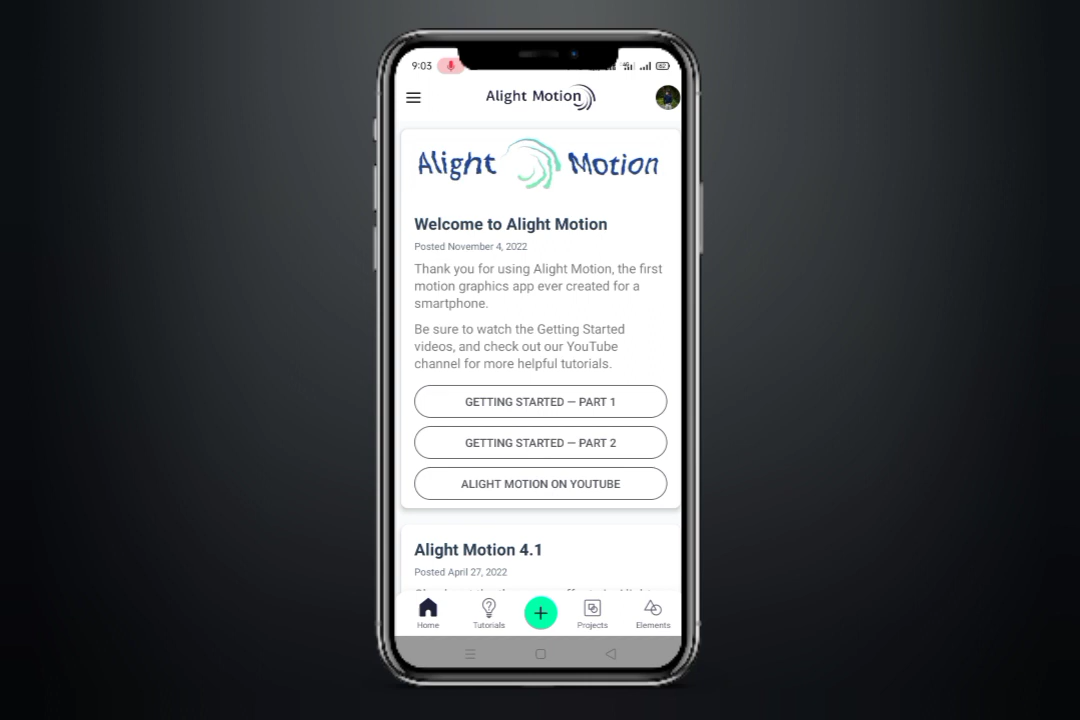 9:03
Alight Motion
Alight Motion
Welcome to Alight Motion
Posted November 4, 2022
Thank you for using Alight Motion, the first
motion graphics app ever created for a
smartphone.
Be sure to watch the Getting Started
videos, and check out our YouTube
channel for more helpful tutorials.
GETTING STARTED — PART 1
GETTING STARTED — PART 2
ALIGHT MOTION ON YOUTUBE
Alight Motion 4.1
Posted April 27, 2022
Home
Tutorials
+
Projects
Elements